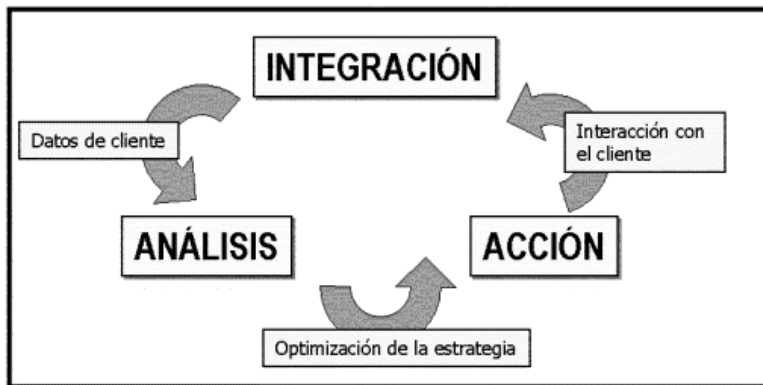 INTEGRACIÓN
Datos de cliente
Interacción con
el cliente
ANÁLISIS
ACCIÓN
Optimización de la estrategia